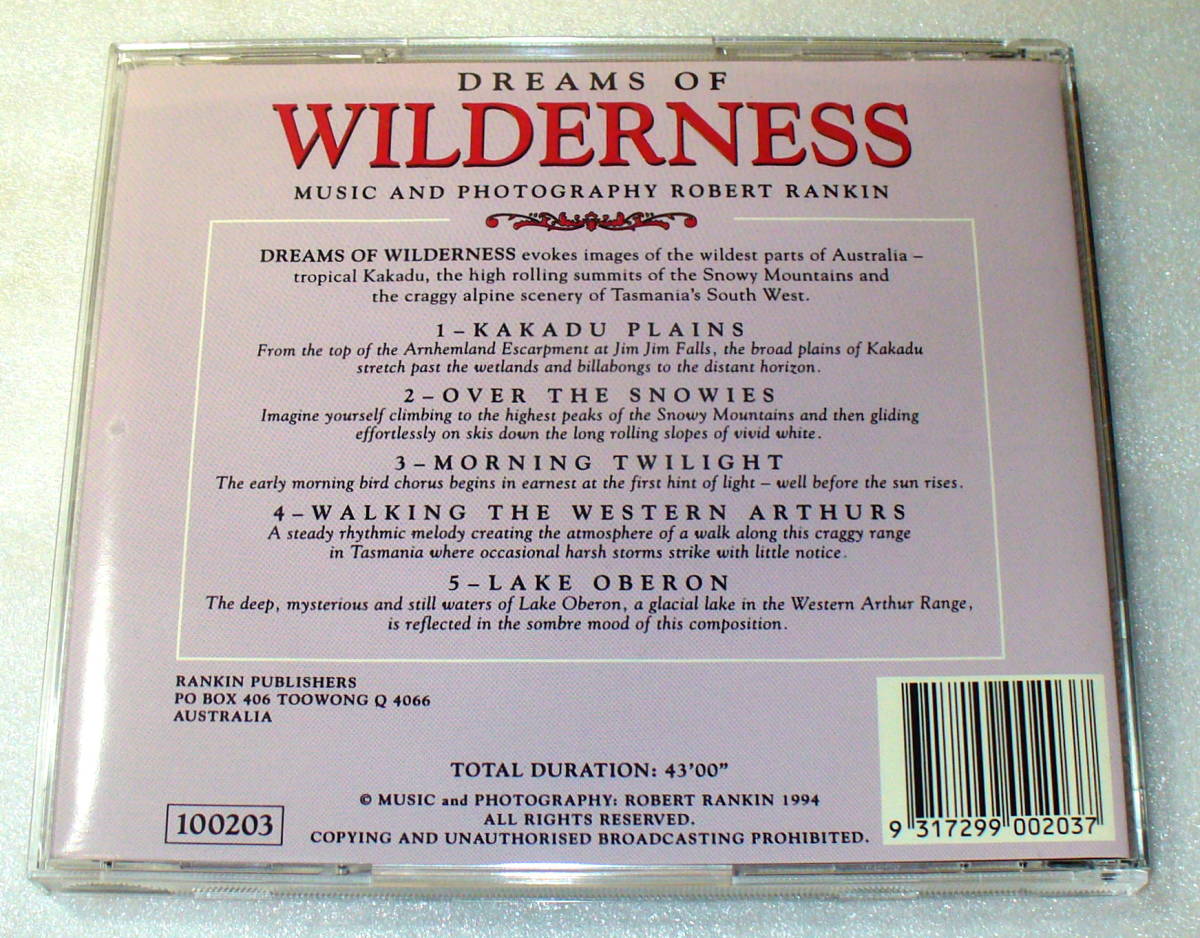 DREAMS OF
WILDERNESS
MUSIC AND PHOTOGRAPHY ROBERT RANKIN
DREAMS OF WILDERNESS evokes images of the wildest parts of Australia –
tropical Kakadu, the high rolling summits of the Snowy Mountains and
the craggy alpine scenery of Tasmania's South West.
1 – KAKADU PLAINS
From the top of the Arnhemland Escarpment at Jim Jim Falls, the broad plains of Kakadu
stretch past the wetlands and billabongs to the distant horizon.
2 – OVER THE SNOWIES
Imagine yourself climbing to the highest peaks of the Snowy Mountains and then gliding
effortlessly on skis down the long rolling slopes of vivid white.
3 – MORNING TWILIGHT
The early morning bird chorus begins in earnest at the first hint of light – well before the sun rises.
4 – WALKING THE WESTERN ARTHURS
A steady rhythmic melody creating the atmosphere of a walk along this craggy range
in Tasmania where occasional harsh storms strike with little notice.
5 – LAKE OBERON
The deep, mysterious and still waters of Lake Oberon, a glacial lake in the Western Arthur Range,
is reflected in the sombre mood of this composition.
RANKIN PUBLISHERS
PO BOX 406 TOOWONG Q 4066
AUSTRALIA
TOTAL DURATION: 43'00"
© MUSIC and PHOTOGRAPHY: ROBERT RANKIN 1994
ALL RIGHTS RESERVED.
COPYING AND UNAUTHORISED BROADCASTING PROHIBITED.
100203
9 317299 002037